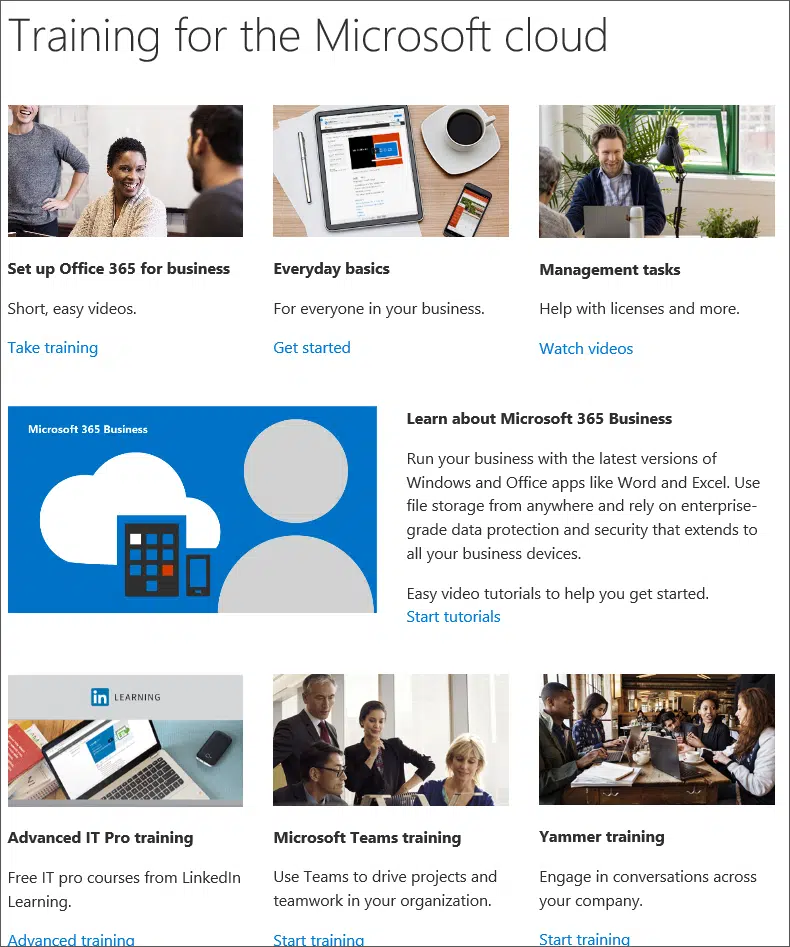 Training for the Microsoft cloud
Set up Office 365 for business
Short, easy videos.
Take training
Everyday basics
For everyone in your business.
Get started
Management tasks
Help with licenses and more.
Watch videos
Microsoft 365 Business
Learn about Microsoft 365 Business
Run your business with the latest versions of
Windows and Office apps like Word and Excel. Use
file storage from anywhere and rely on enterprise-
grade data protection and security that extends to
all your business devices.
Easy video tutorials to help you get started.
Start tutorials
in LEARNING
Advanced IT Pro training
Free IT pro courses from LinkedIn
Learning.
Advanced training
Microsoft Teams training
Use Teams to drive projects and
teamwork in your organization.
Start training
Yammer training
Engage in conversations across
your company.
Start training